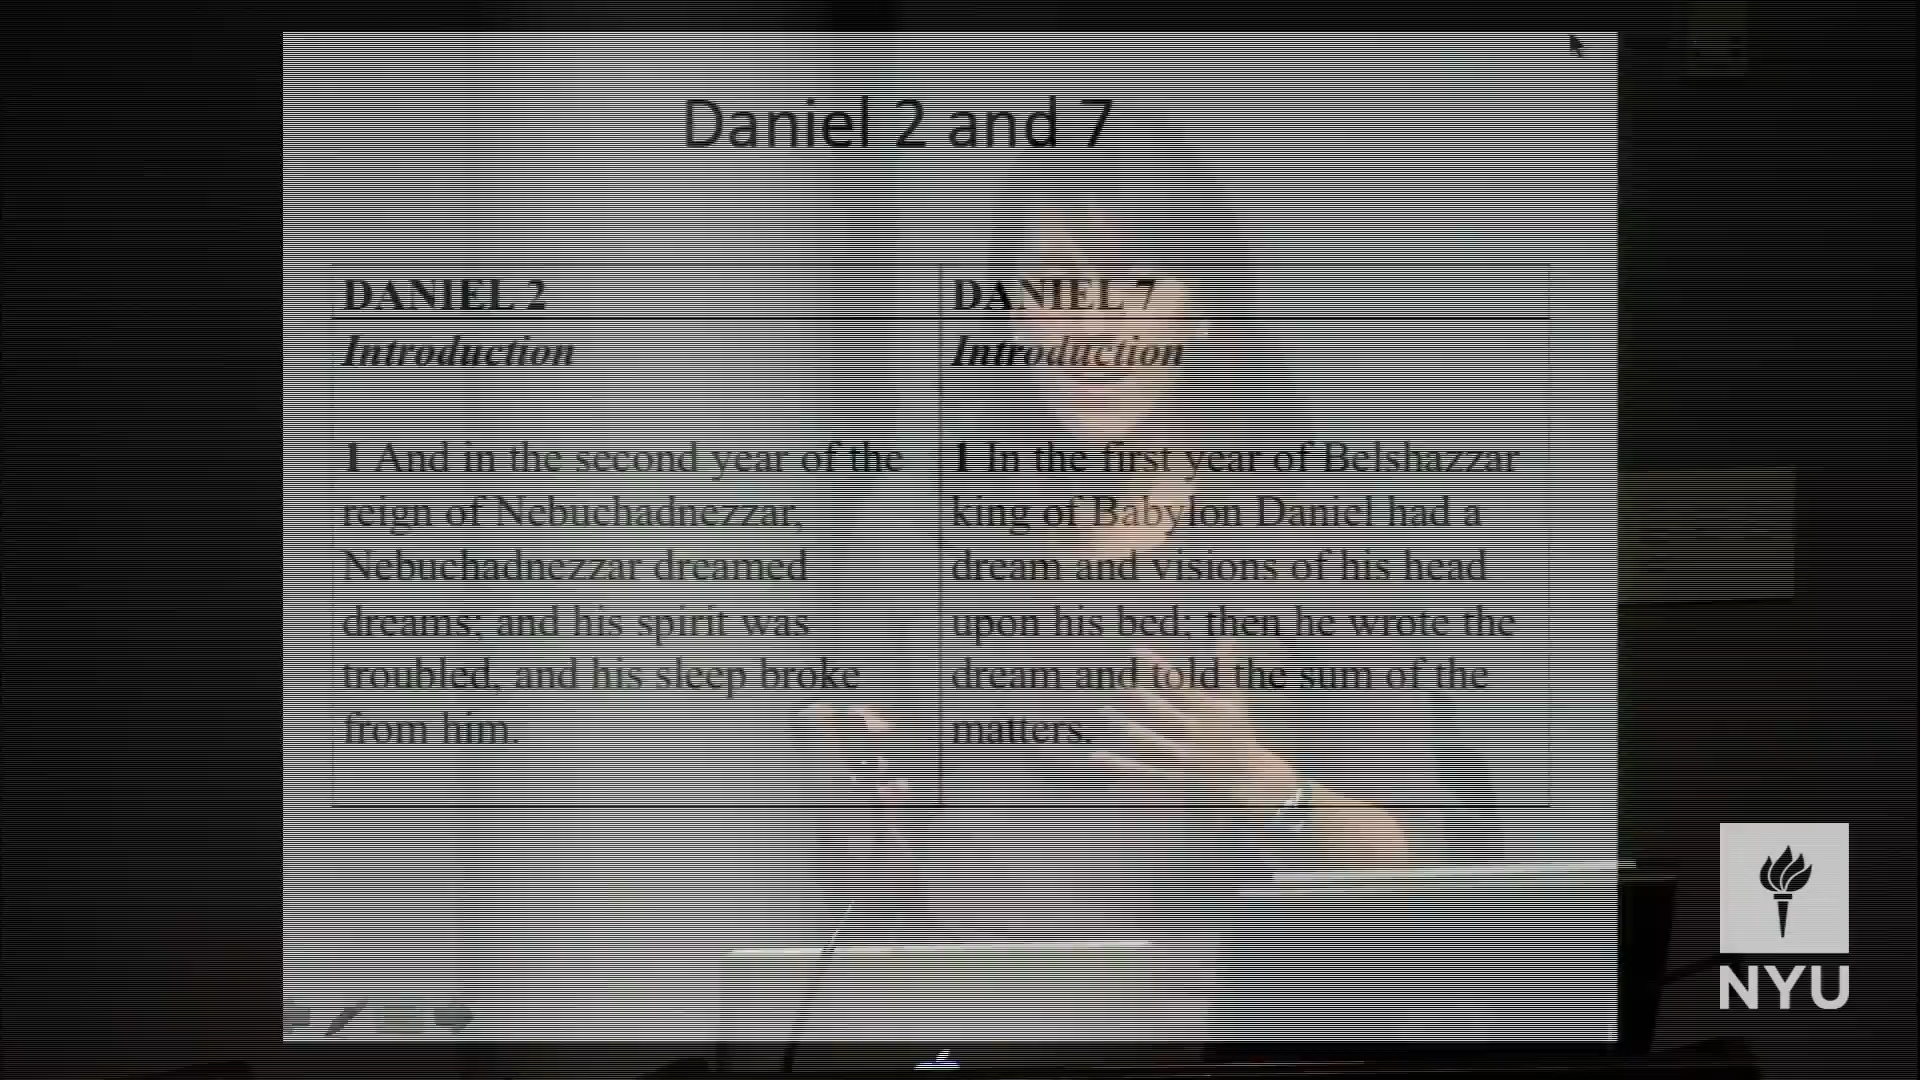 Daniel 2 and 7
DANIEL 2
Introduction
1 And in the second year of the
reign of Nebuchadnezzar,
Nebuchadnezzar dreamed
dreams; and his spirit was
troubled, and his sleep broke
from him.
DANIEL 7
Introduction
1 In the first year of Belshazzar
king of Babylon Daniel had a
dream and visions of his head
upon his bed; then he wrote the
dream and told the sum of the
matters.
NYU